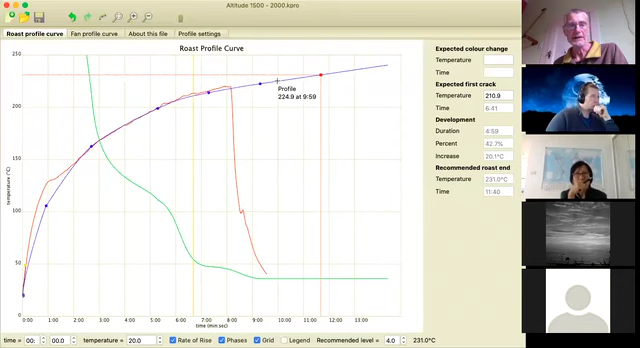 Altitude 1500 - 2000.kpro
Roast profile curve Fan profile curve About this file Profile settings
Roast Profile Curve
250
200
150
100
50
0
temperature (°C)
0:00 1:00 2:00 3:00 4:00 5:00 6:00 7:00 8:00 9:00 10:00 11:00 12:00 13:00
time (min.sec)
Profile
224.9 at 9:59
Expected colour change
Temperature
Time
Expected first crack
Temperature 210.9
Time 6:41
Development
Duration 4:59
Percent 42.7%
Increase 20.1°C
Recommended roast end
Temperature 231.0°C
Time 11:40
time = 00: 00.0 temperature = 20.0 Rate of Rise Phases Grid Legend Recommended level = 4.0 231.0°C